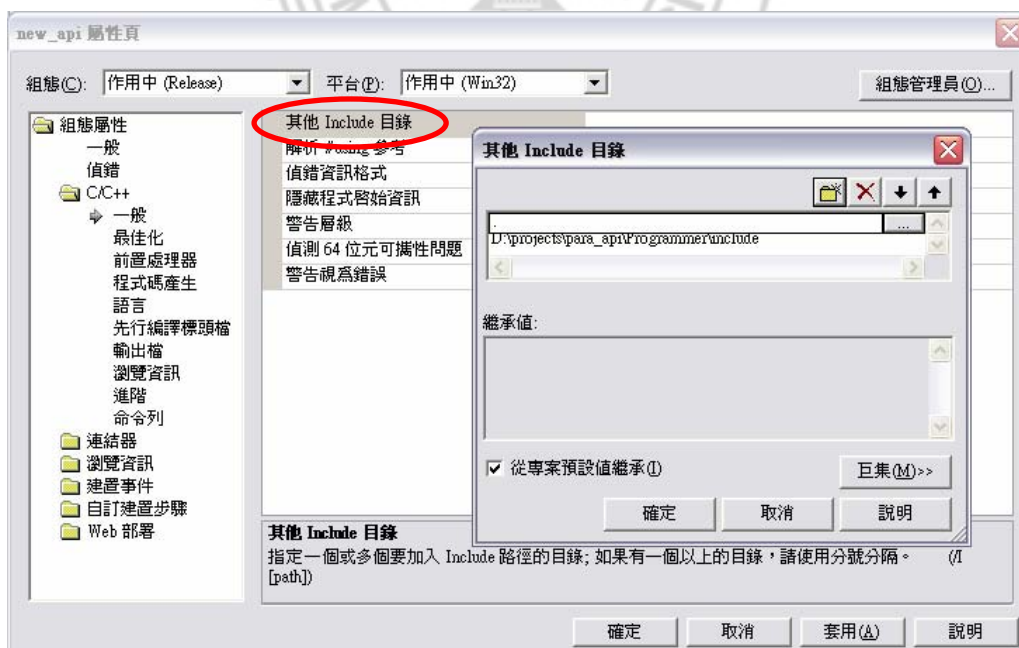 new_api 屬性頁
組態(C): 作用中 (Release) 平台(P): 作用中 (Win32) 組態管理員(O)...
組態屬性
一般
偵錯
C/C++
一般
最佳化
前置處理器
程式碼產生
語言
先行編譯標頭檔
輸出檔
瀏覽資訊
進階
命令列
連結器
瀏覽資訊
建置事件
自訂建置步驟
Web 部署
其他 Include 目錄
解析 #using 參考
偵錯資訊格式
隱藏程式啓始資訊
警告層級
偵測 64 位元可攜性問題
警告視爲錯誤
其他 Include 目錄
.
...
D:\projects\para_api\Programmer\include
繼承值:
從專案預設值繼承(I)
巨集(M)>>
確定 取消 說明
其他 Include 目錄
指定一個或多個要加入 Include 路徑的目錄; 如果有一個以上的目錄，請使用分號分隔。 (/I
[path])
確定 取消 套用(A) 說明